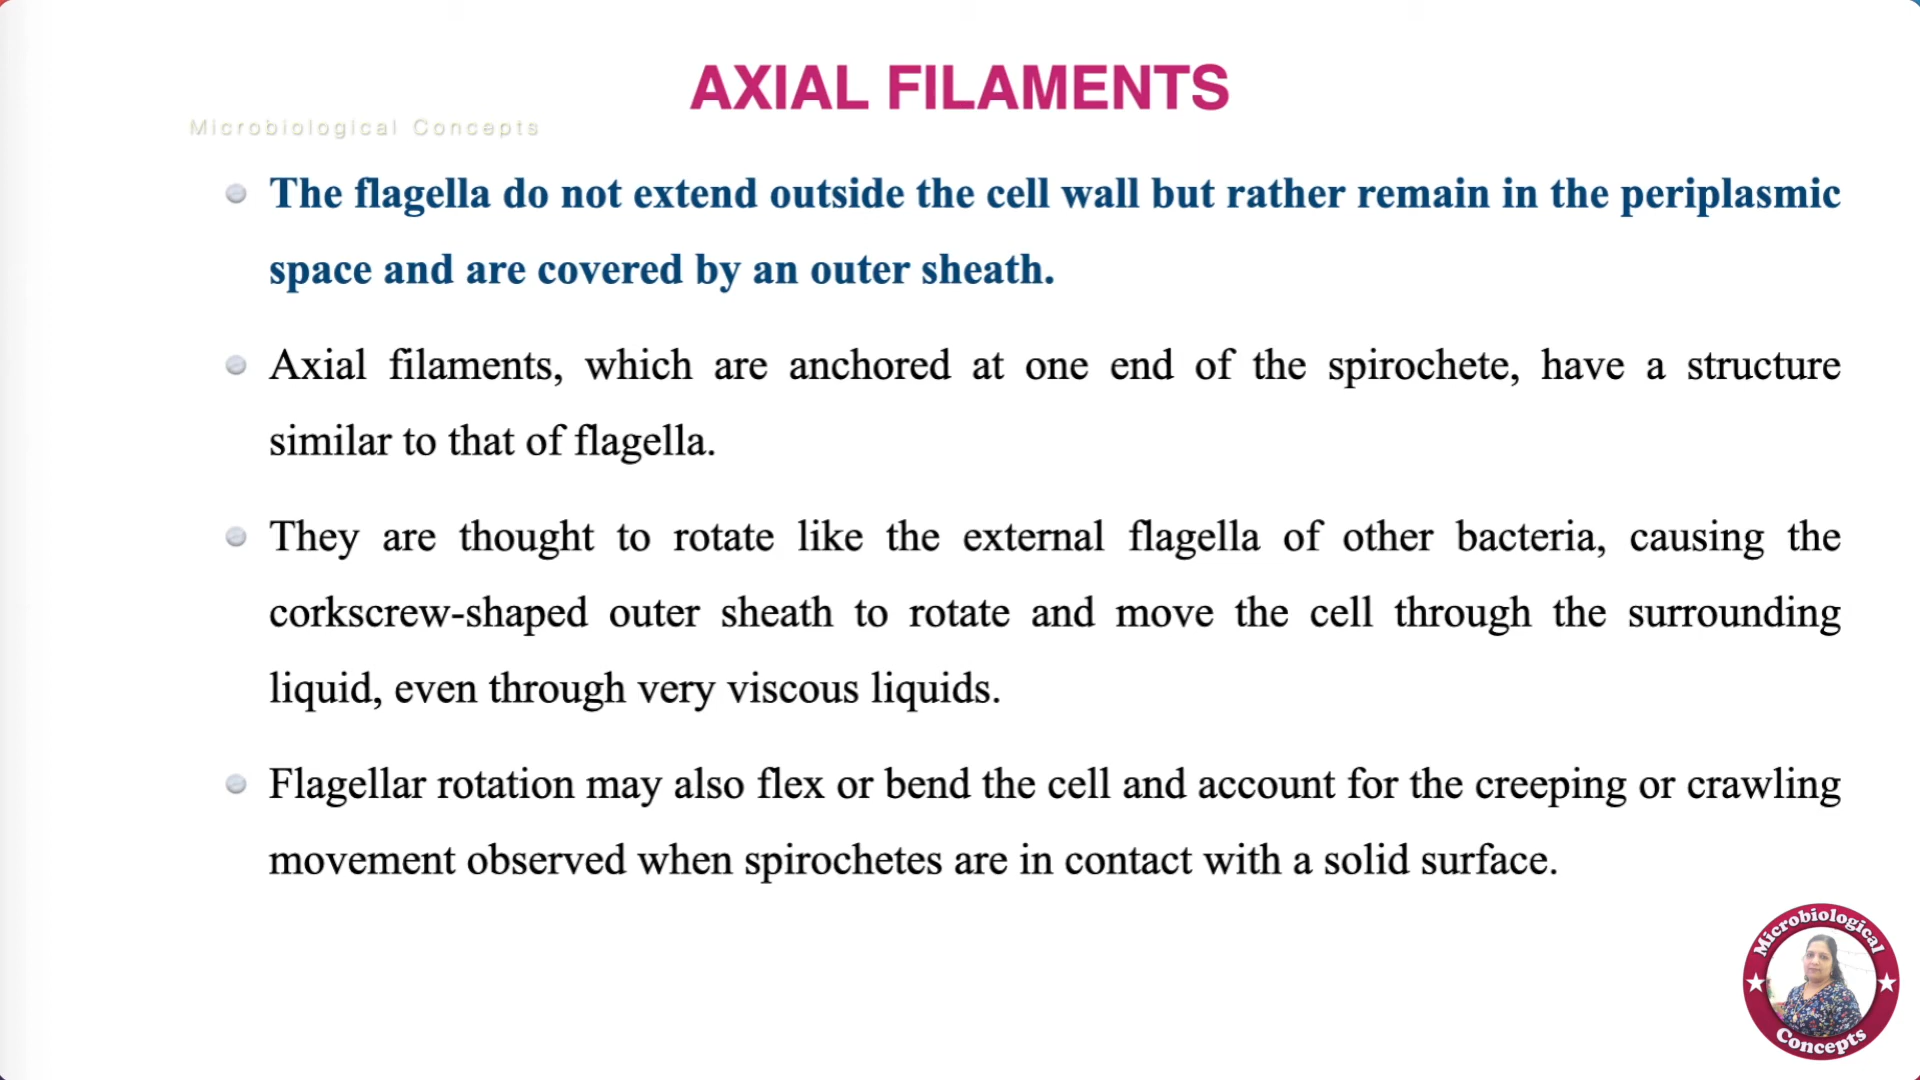 AXIAL FILAMENTS
Microbiological Concepts
The flagella do not extend outside the cell wall but rather remain in the periplasmic
space and are covered by an outer sheath.
Axial filaments, which are anchored at one end of the spirochete, have a structure
similar to that of flagella.
They are thought to rotate like the external flagella of other bacteria, causing the
corkscrew-shaped outer sheath to rotate and move the cell through the surrounding
liquid, even through very viscous liquids.
Flagellar rotation may also flex or bend the cell and account for the creeping or crawling
movement observed when spirochetes are in contact with a solid surface.
Microbiological
Concepts